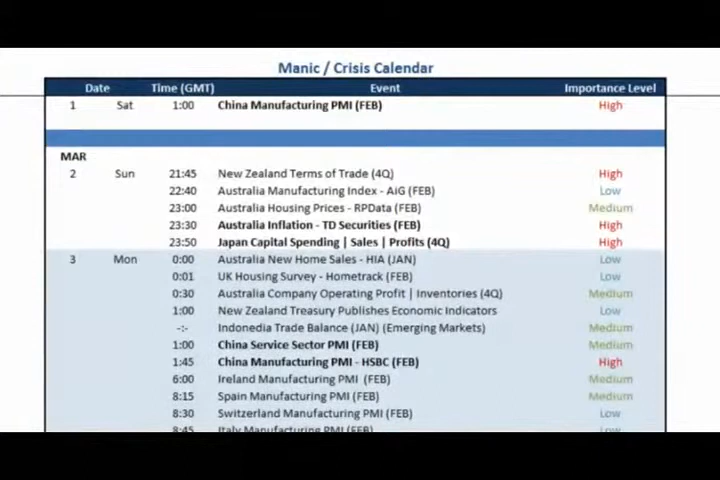 Manic / Crisis Calendar
Date Time (GMT) Event Importance Level
1 Sat 1:00 China Manufacturing PMI (FEB) High
MAR
2 Sun 21:45 New Zealand Terms of Trade (4Q) High
22:40 Australia Manufacturing Index - AiG (FEB) Low
23:00 Australia Housing Prices - RPData (FEB) Medium
23:30 Australia Inflation - TD Securities (FEB) High
23:50 Japan Capital Spending | Sales | Profits (4Q) High
3 Mon 0:00 Australia New Home Sales - HIA (JAN) Low
0:01 UK Housing Survey - Hometrack (FEB) Low
0:30 Australia Company Operating Profit | Inventories (4Q) Medium
1:00 New Zealand Treasury Publishes Economic Indicators Low
-:- Indonedia Trade Balance (JAN) (Emerging Markets) Medium
1:00 China Service Sector PMI (FEB) Medium
1:45 China Manufacturing PMI - HSBC (FEB) High
6:00 Ireland Manufacturing PMI (FEB) Medium
8:15 Spain Manufacturing PMI (FEB) Medium
8:30 Switzerland Manufacturing PMI (FEB) Low
8:45 Italy Manufacturing PMI (FEB) Low